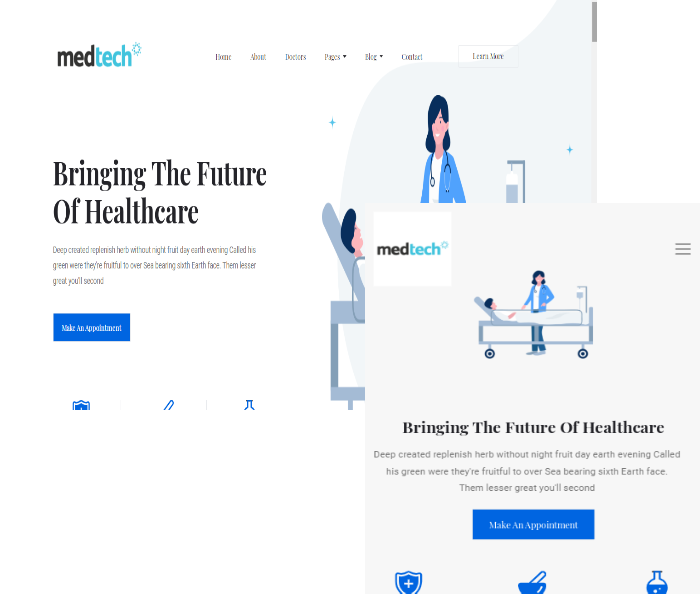 medtech
Home About Doctors Pages Blog Contact Learn More
Bringing The Future
Of Healthcare
Deep created replenish herb without night fruit day earth evening Called his
green were they're fruitful to over Sea bearing sixth Earth face. Them lesser
great you'll second
Make An Appointment
medtech
Bringing The Future Of Healthcare
Deep created replenish herb without night fruit day earth evening Called
his green were they're fruitful to over Sea bearing sixth Earth face.
Them lesser great you'll second
Make An Appointment